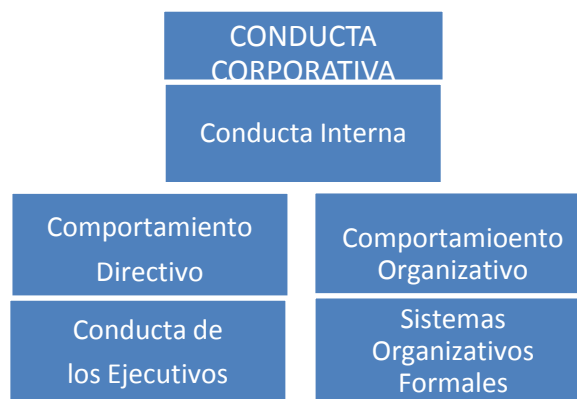 CONDUCTA
CORPORATIVA
Conducta Interna
Comportamiento
Directivo
Comportamioento
Organizativo
Conducta de
los Ejecutivos
Sistemas
Organizativos
Formales